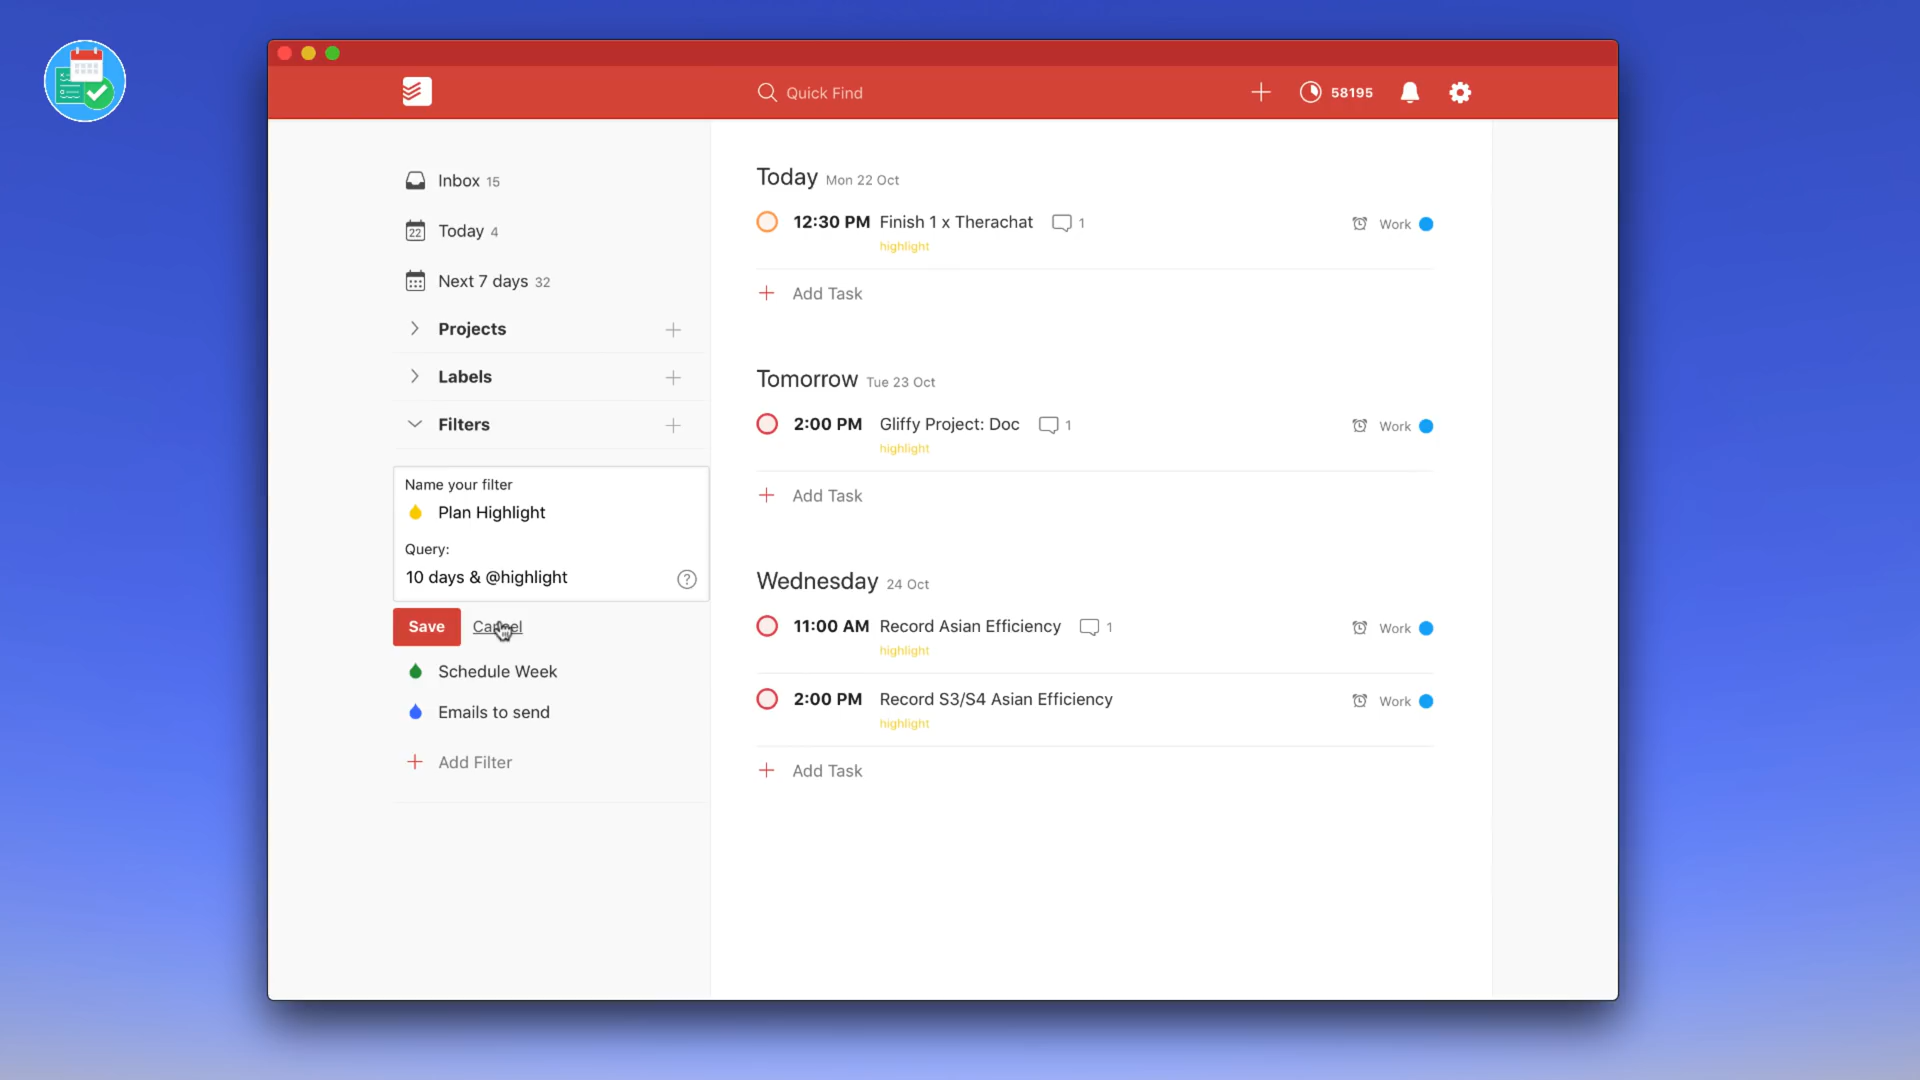 Quick Find
58195
Inbox 15
22
Today 4
Next 7 days 32
Projects
Labels
Filters
Name your filter
Plan Highlight
Query:
10 days & @highlight
Save Cancel
Schedule Week
Emails to send
Add Filter
Today Mon 22 Oct
12:30 PM Finish 1 x Therachat 1 Work
highlight
Add Task
Tomorrow Tue 23 Oct
2:00 PM Gliffy Project: Doc 1 Work
highlight
Add Task
Wednesday 24 Oct
11:00 AM Record Asian Efficiency 1 Work
highlight
2:00 PM Record S3/S4 Asian Efficiency Work
highlight
Add Task